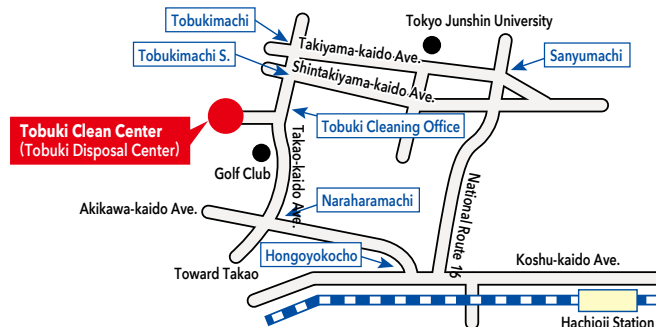 Tobukimachi
Tokyo Junshin University
Takiyama-kaido Ave.
Tobukimachi S.
Sanyumachi
Shintakiyama-kaido Ave.
Tobuki Clean Center
(Tobuki Disposal Center)
Tobuki Cleaning Office
Golf Club
Takao-kaido Ave.
National Route 16
Naraharamachi
Akikawa-kaido Ave.
Hongoyokocho
Toward Takao
Koshu-kaido Ave.
Hachioji Station